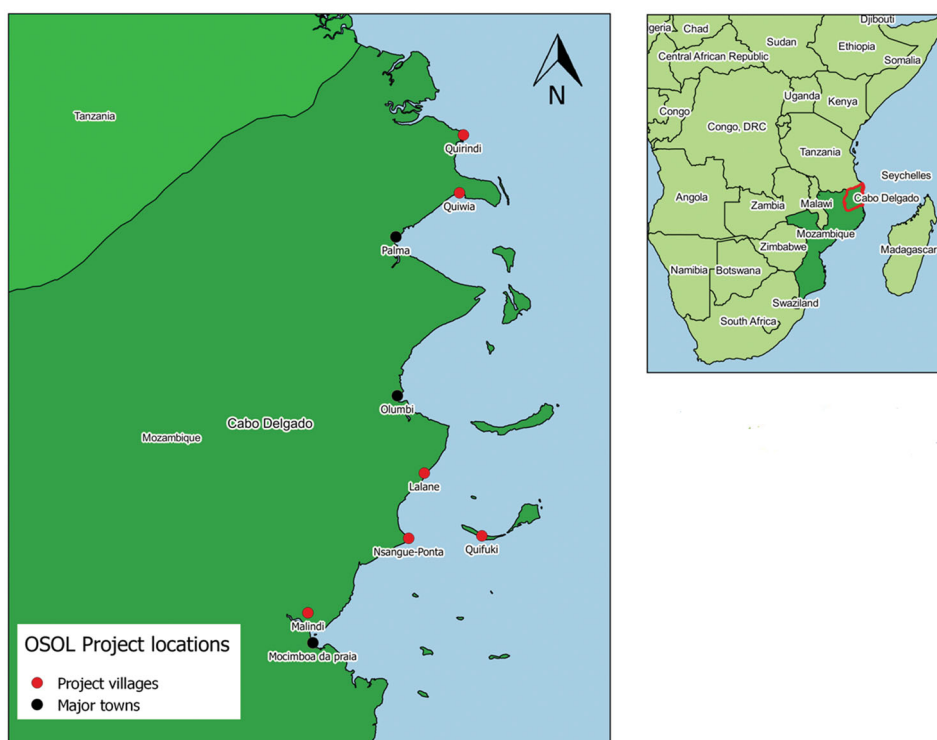 Tanzania
N
Quirindi
Quiwia
Palma
Olumbi
Cabo Delgado
Mozambique
Lalane
Nsangue-Ponta
Quifuki
Malindi
Mocimboa da praia
OSOL Project locations
Project villages
Major towns
Djibouti
geria
Chad
Sudan
Ethiopia
Central African Republic
Somalia
Uganda
Kenya
Congo
Congo, DRC
Tanzania
Seychelles
Angola
Zambia
Malawi
Cabo Delgado
Mozambique
Zimbabwe
Madagascar
Namibia
Botswana
Swaziland
South Africa